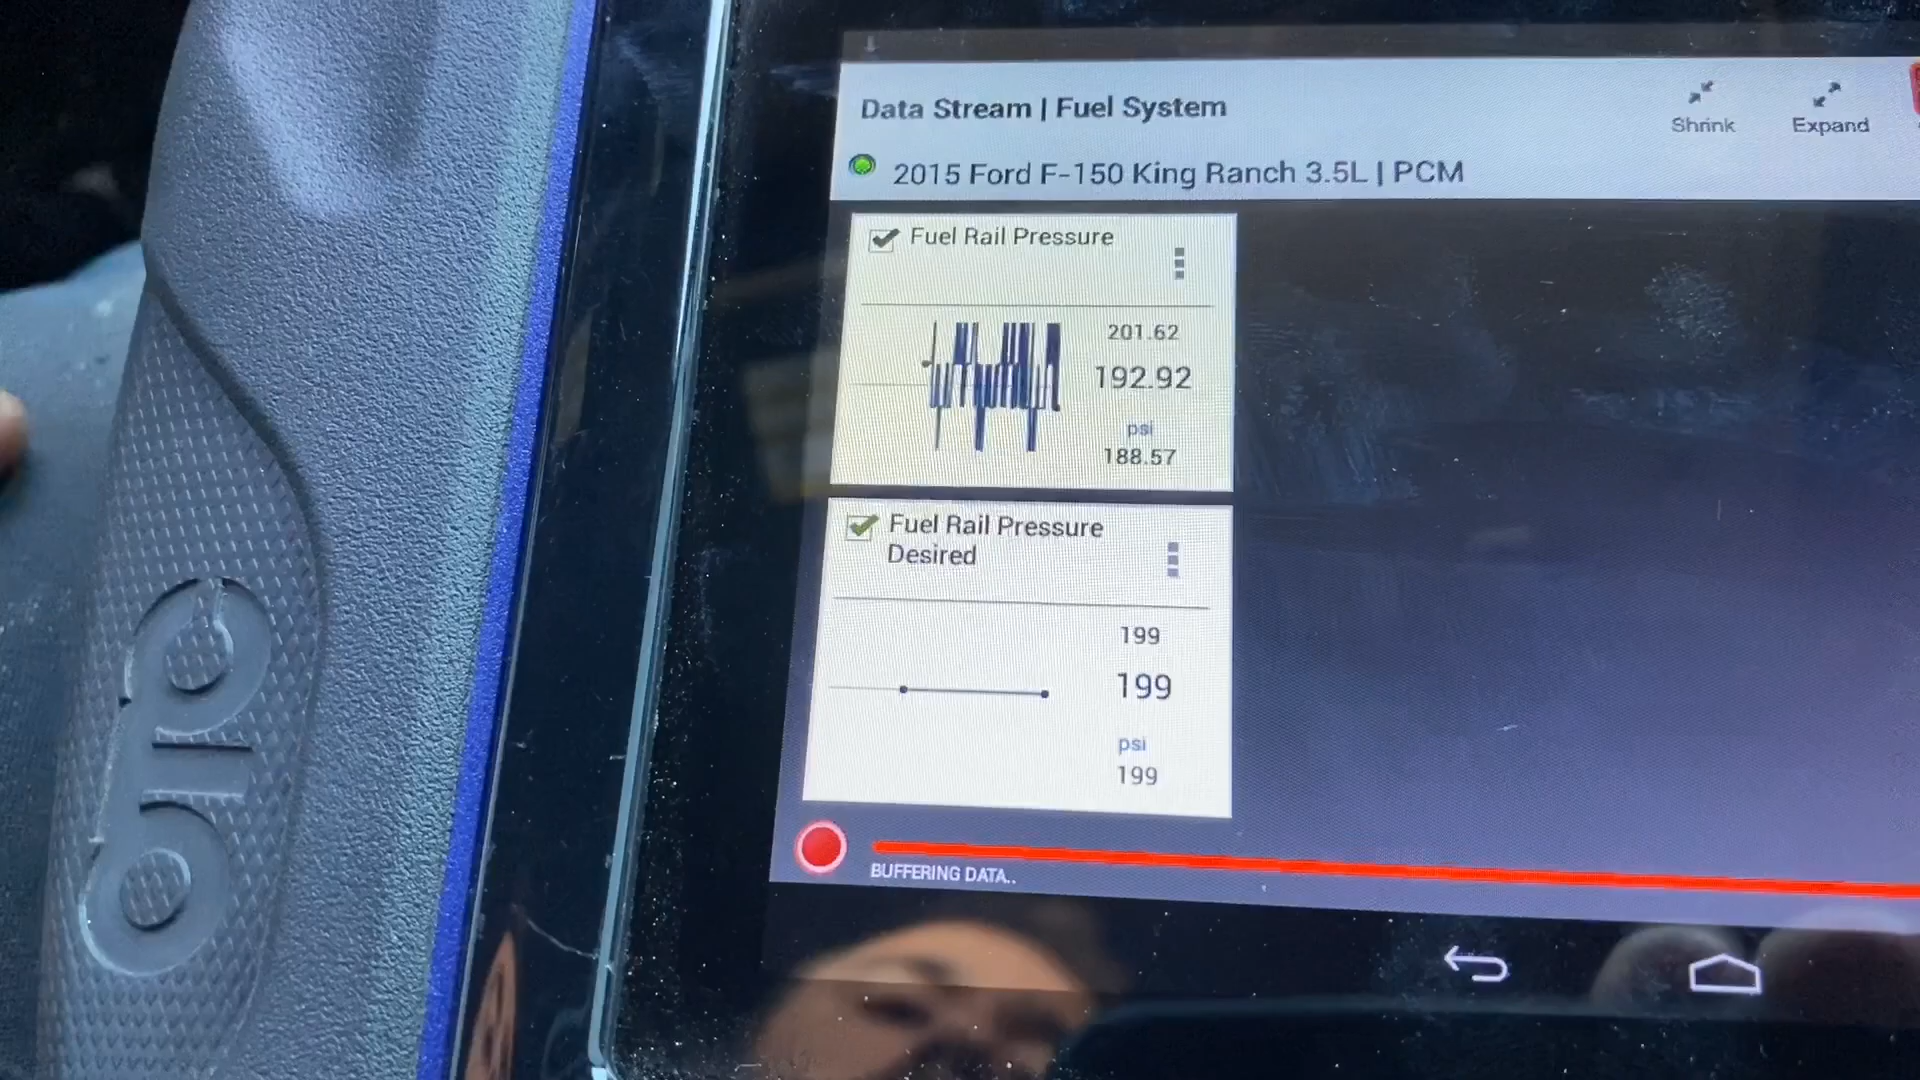 Data Stream | Fuel System
Shrink
Expand
2015 Ford F-150 King Ranch 3.5L | PCM
Fuel Rail Pressure
201.62
192.92
psi
188.57
Fuel Rail Pressure
Desired
199
199
psi
199
BUFFERING DATA..